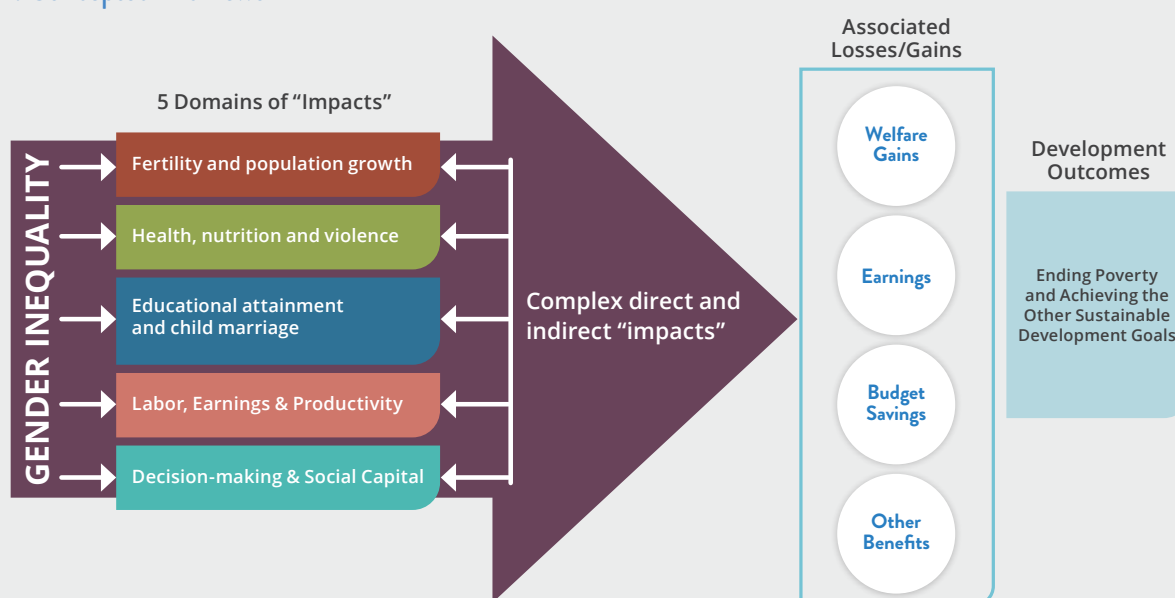 Associated
Losses/Gains
5 Domains of “Impacts”
GENDER INEQUALITY
Fertility and population growth
Health, nutrition and violence
Educational attainment
and child marriage
Labor, Earnings & Productivity
Decision-making & Social Capital
Complex direct and
indirect “impacts”
Welfare
Gains
Earnings
Budget
Savings
Other
Benefits
Development
Outcomes
Ending Poverty
and Achieving the
Other Sustainable
Development Goals